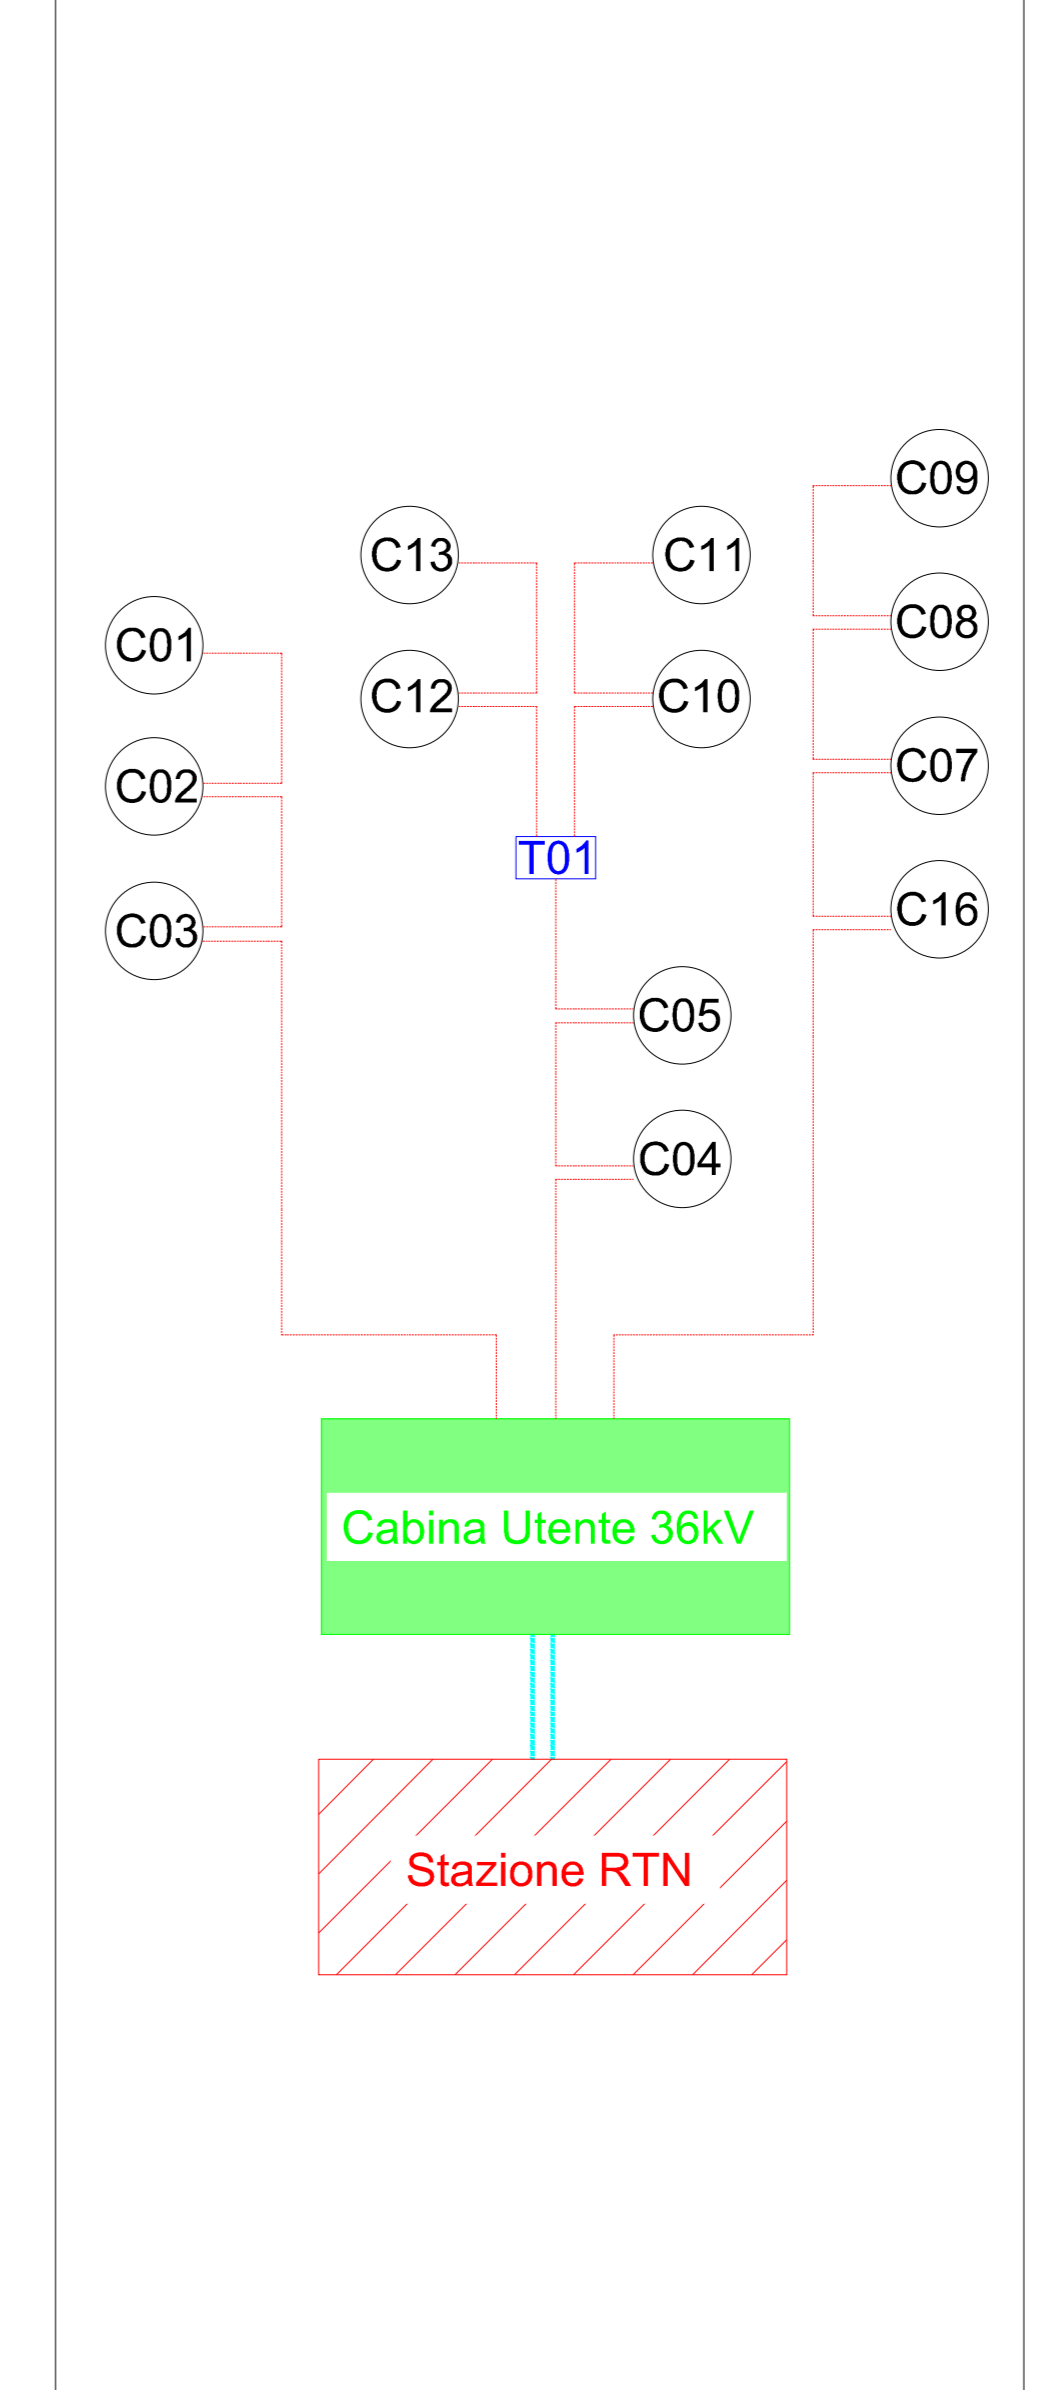 C09
C13
C11
C08
C01
C12
C10
C07
C02
T01
C16
C03
C05
C04
Cabina Utente 36kV
Stazione RTN